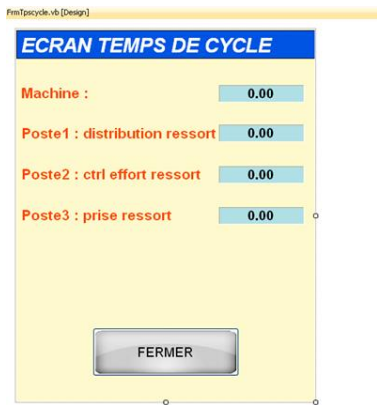 FrmTpscycle.vb [Design]
ECRAN TEMPS DE CYCLE
Machine : 0.00
Poste1 : distribution ressort 0.00
Poste2 : ctrl effort ressort 0.00
Poste3 : prise ressort 0.00
FERMER